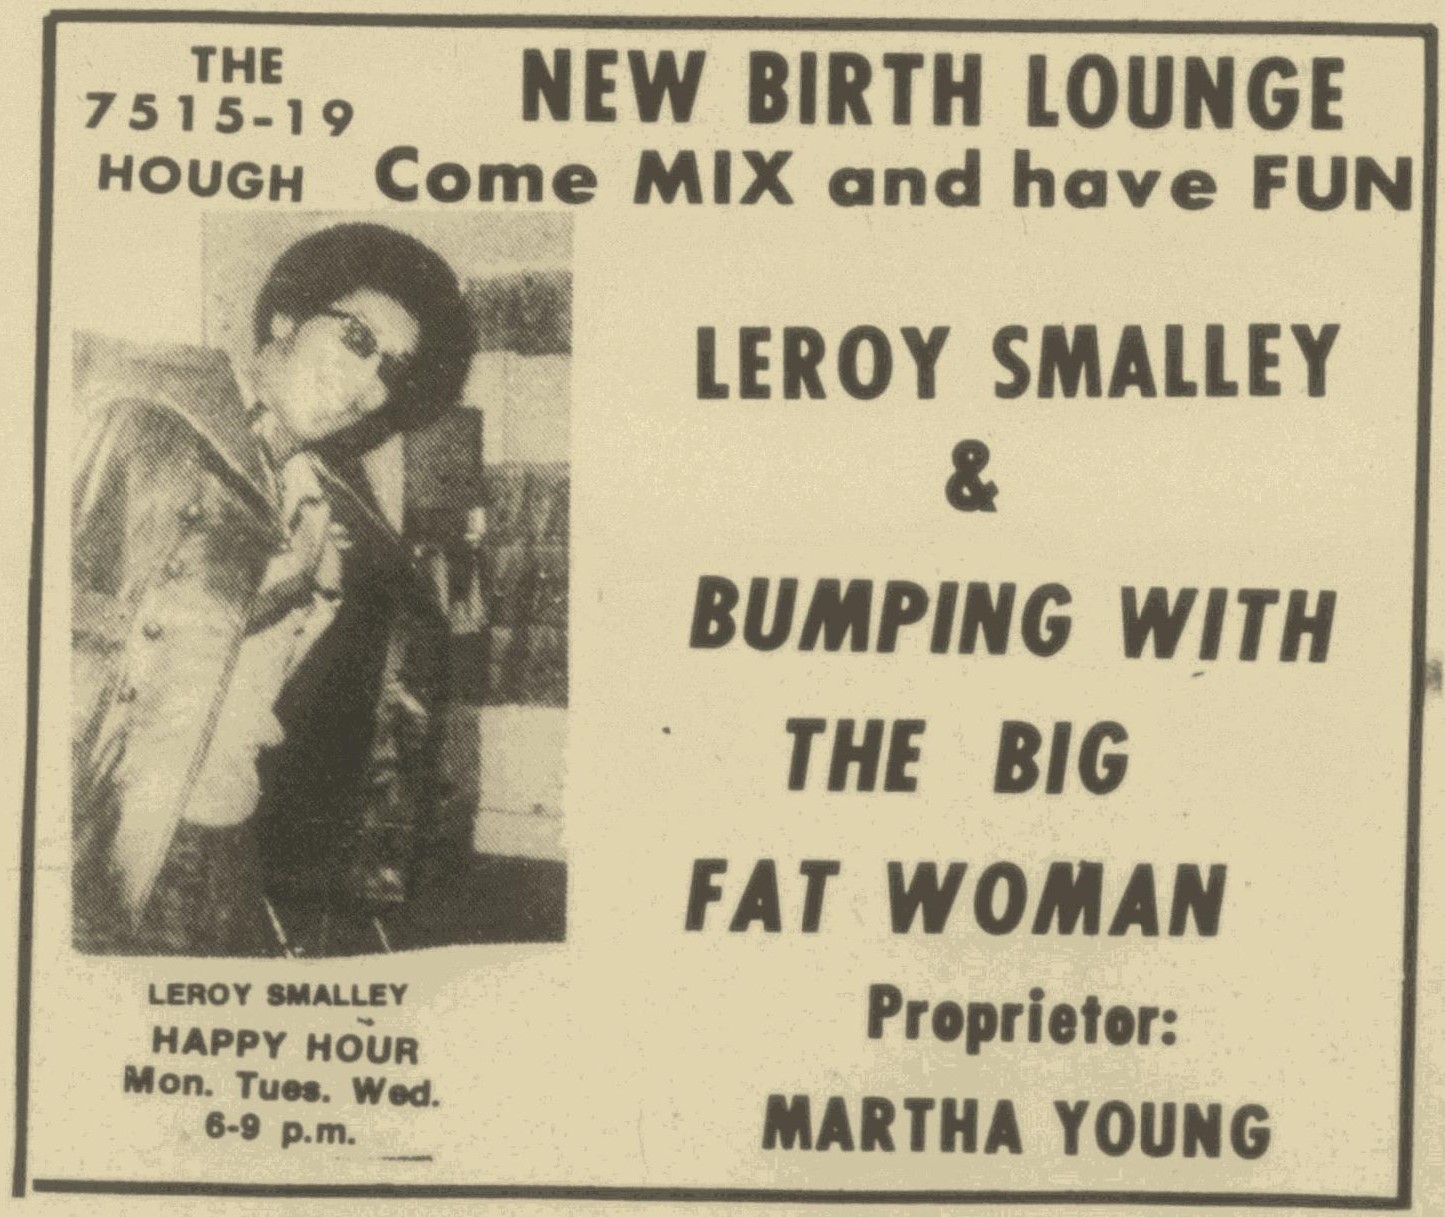 THE
7515-19
HOUGH
NEW BIRTH LOUNGE
Come MIX and have FUN
LEROY SMALLEY
&
BUMPING WITH
THE BIG
FAT WOMAN
Proprietor:
MARTHA YOUNG
LEROY SMALLEY
HAPPY HOUR
Mon. Tues. Wed.
6-9 p.m.